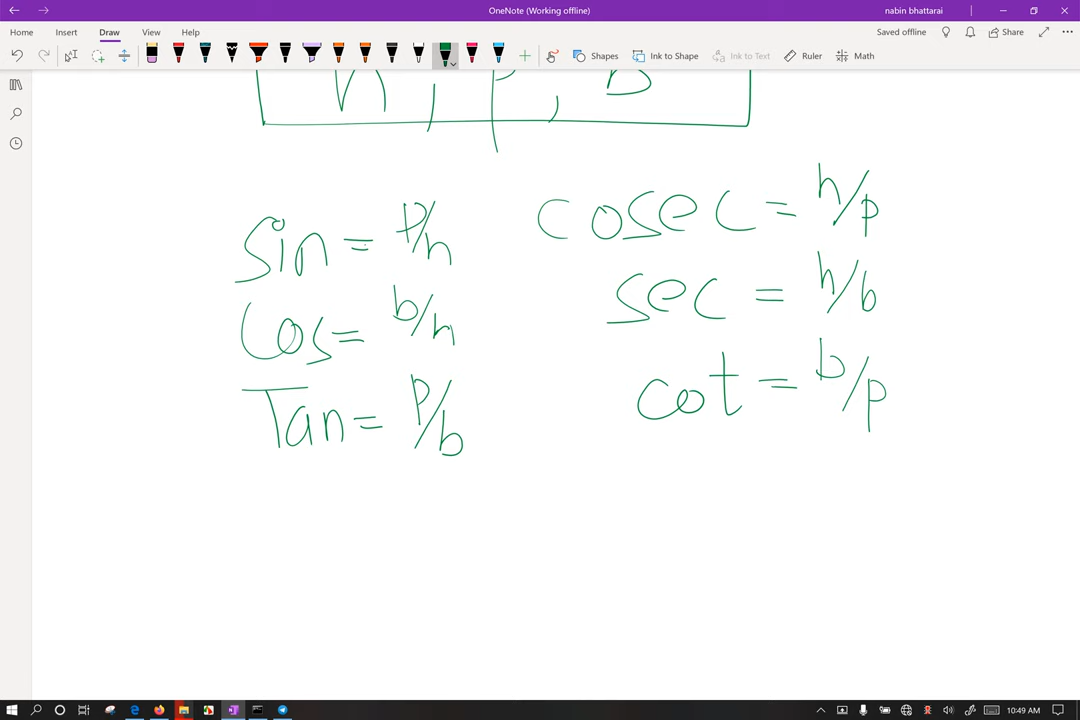 OneNote (Working offline)
nabin bhattarai
Home Insert Draw View Help
Saved offline
Share
Shapes Ink to Shape Ink to Text Ruler Math
h, p, b
sin = p/h
cosec = h/p
cos = b/h
sec = h/b
Tan = p/b
cot = b/p
10:49 AM